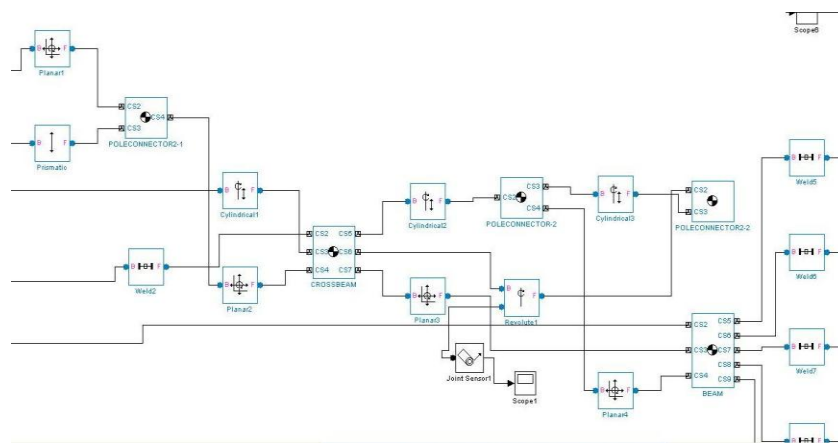 Scope8
B F
Planar1
CS2
CS4
CS3
POLECONNECTOR2-1
B F
Prismatic
B F
Cylindrical1
B F
Cylindrical2
CS3
CS2
CS4
POLECONNECTOR-2
B F
Cylindrical3
CS2
CS3
POLECONNECTOR2-2
B F
Weld5
B F
Weld2
B F
Planar2
CS2 CS5
CS3 CS6
CS4 CS7
CROSSBEAM
B F
Planar3
B F
Revolute1
B F
Weld6
Joint Sensor1
Scope1
B F
Planar4
CS5
CS2
CS6
CS3 CS7
CS8
CS4
CS9
BEAM
B F
Weld7
B F